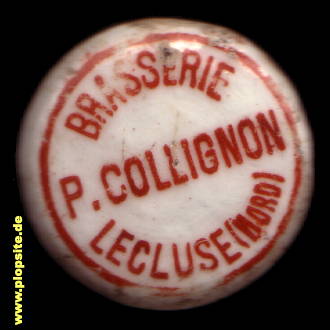 BRASSERIE
P. COLLIGNON
LECLUSE (NORD)
www.plopsite.de